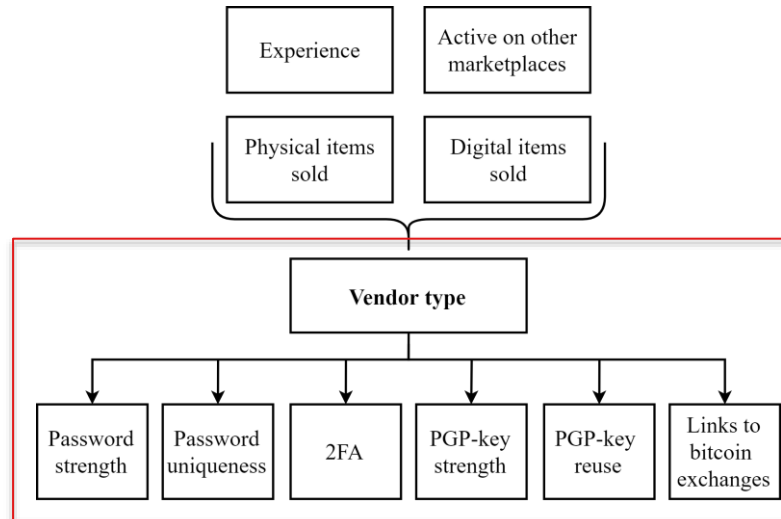 Experience
Active on other
marketplaces
Physical items
sold
Digital items
sold
Vendor type
Password
strength
Password
uniqueness
2FA
PGP-key
strength
PGP-key
reuse
Links to
bitcoin
exchanges